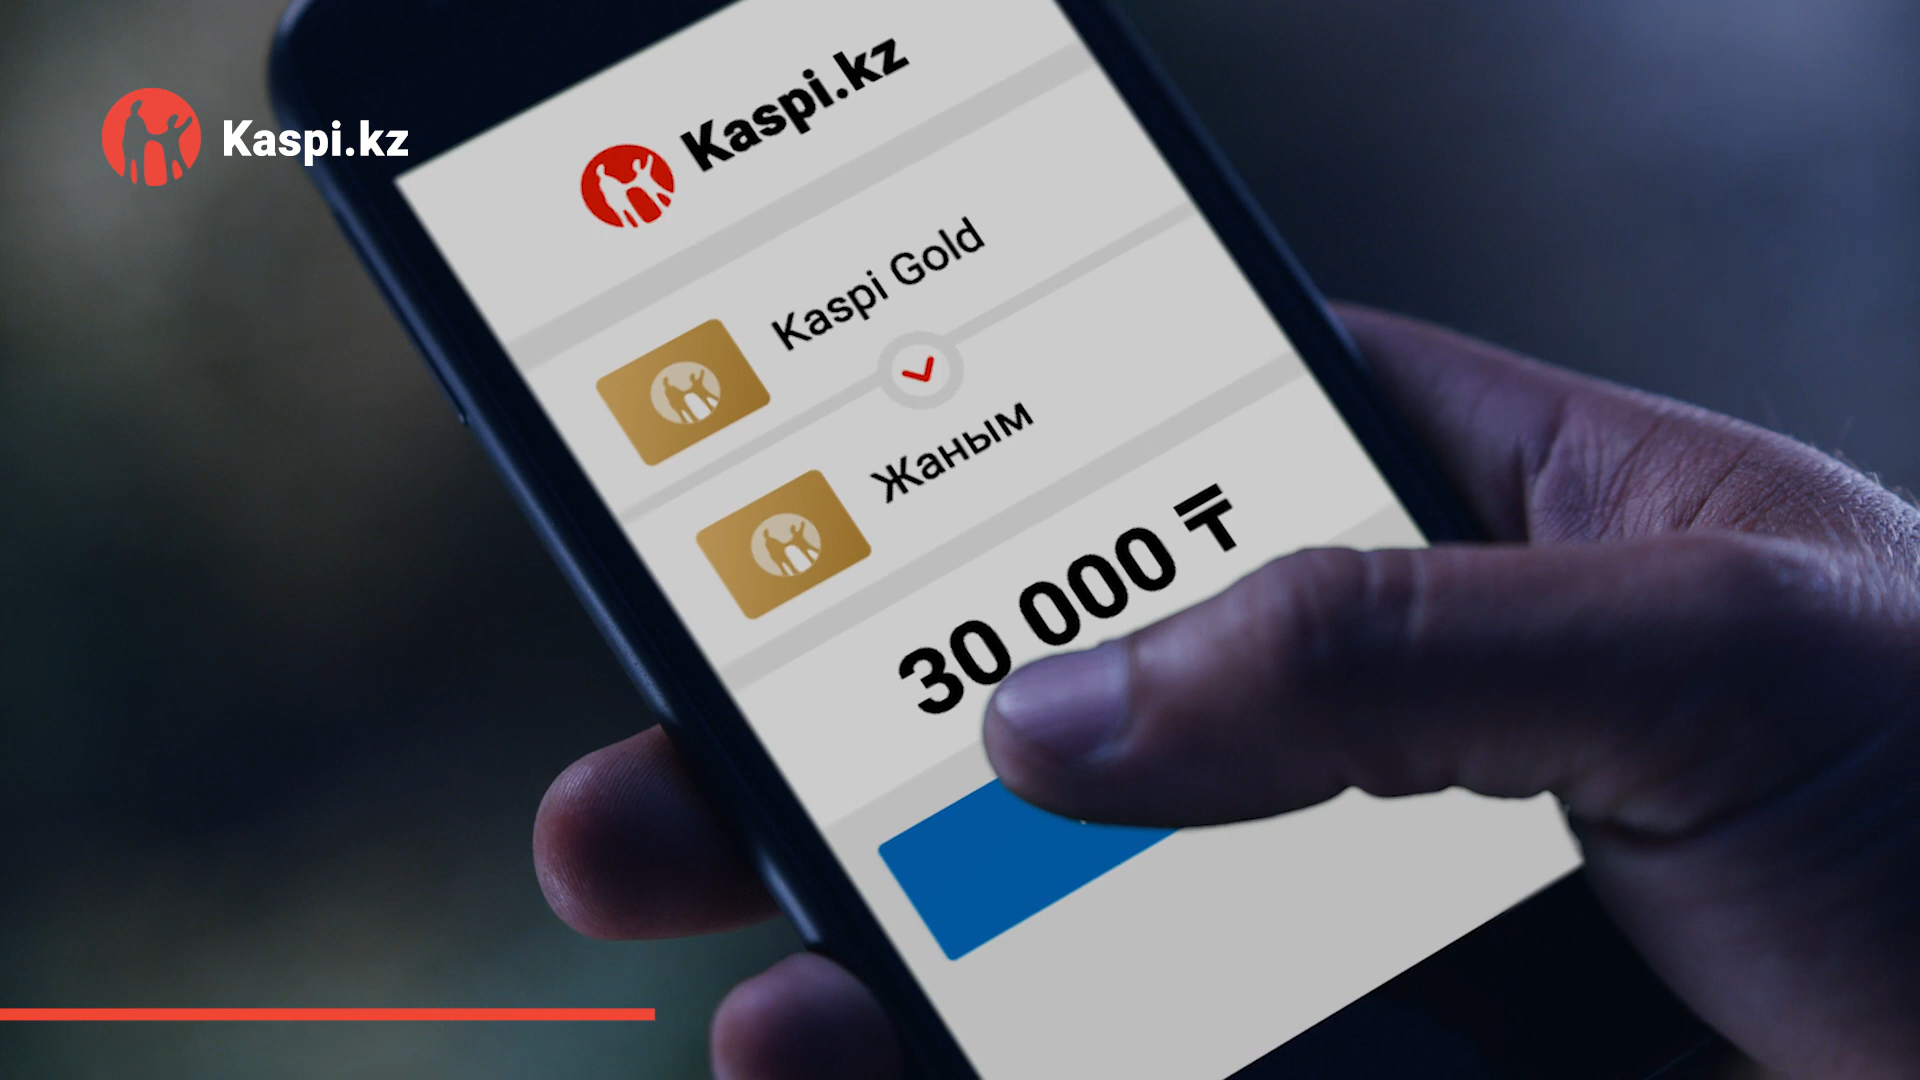 Kaspi.kz
Kaspi.kz
Kaspi Gold
Жаным
30 000 ₸